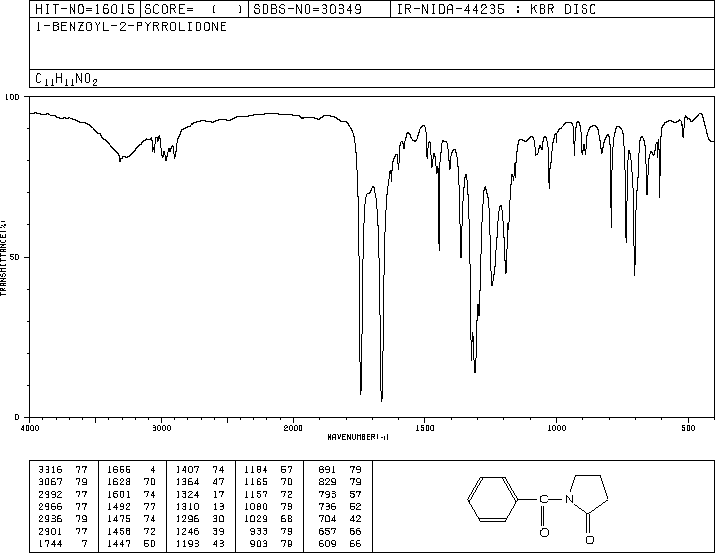 HIT-NO=16015 SCORE= ( ) SDBS-NO=30349 IR-NIDA-44235 : KBR DISC
1-BENZOYL-2-PYRROLIDONE
C11H11NO2
100
50
0
TRANSMITTANCE(%)
4000 3000 2000 1500 1000 500
WAVENUMBER(-1)
3316 77 1666 4 1407 74 1184 67 891 79
3067 79 1628 70 1364 47 1165 70 829 79
2992 77 1601 74 1324 17 1157 72 793 57
2966 77 1492 77 1310 13 1080 79 736 52
2936 79 1475 74 1296 30 1029 68 704 42
2901 77 1458 72 1246 39 933 79 657 66
1744 7 1447 50 1193 43 903 79 609 66
C N
O O